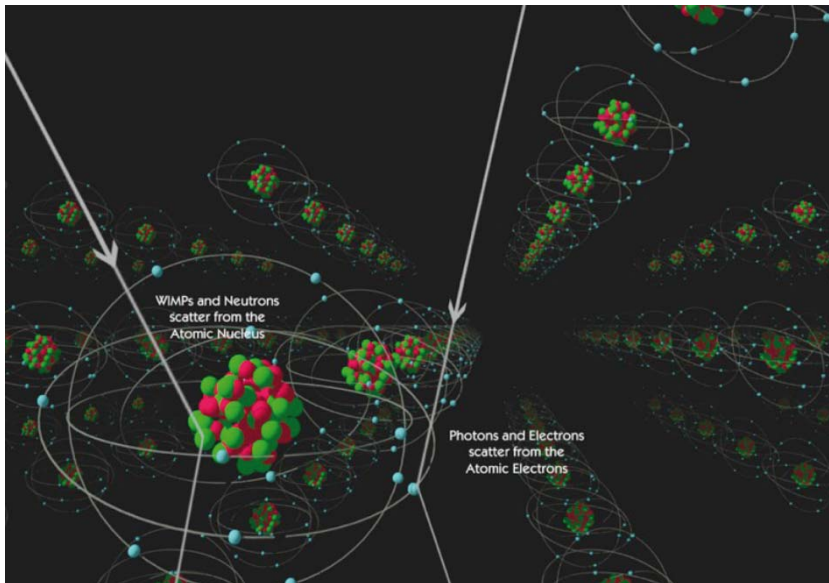 WIMPs and Neutrons
scatter from the
Atomic Nucleus
Photons and Electrons
scatter from the
Atomic Electrons